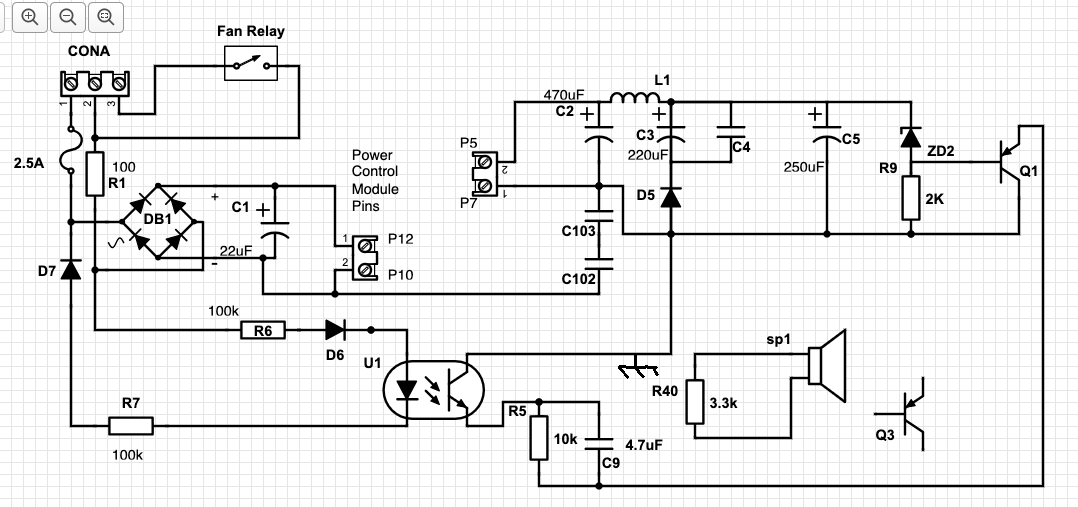 Fan Relay
CONA
1 2 3
2.5A
100
R1
DB1
+
-
D7
C1 +
22uF
Power
Control
Module
Pins
1
P12
2
P10
P5
2
1
P7
470uF
C2 +
L1
+
C3
220uF
C4
D5
+
C5
250uF
ZD2
R9
2K
Q1
C103
C102
100k
R6
D6
U1
R7
100k
R5
10k
4.7uF
C9
sp1
R40
3.3k
Q3